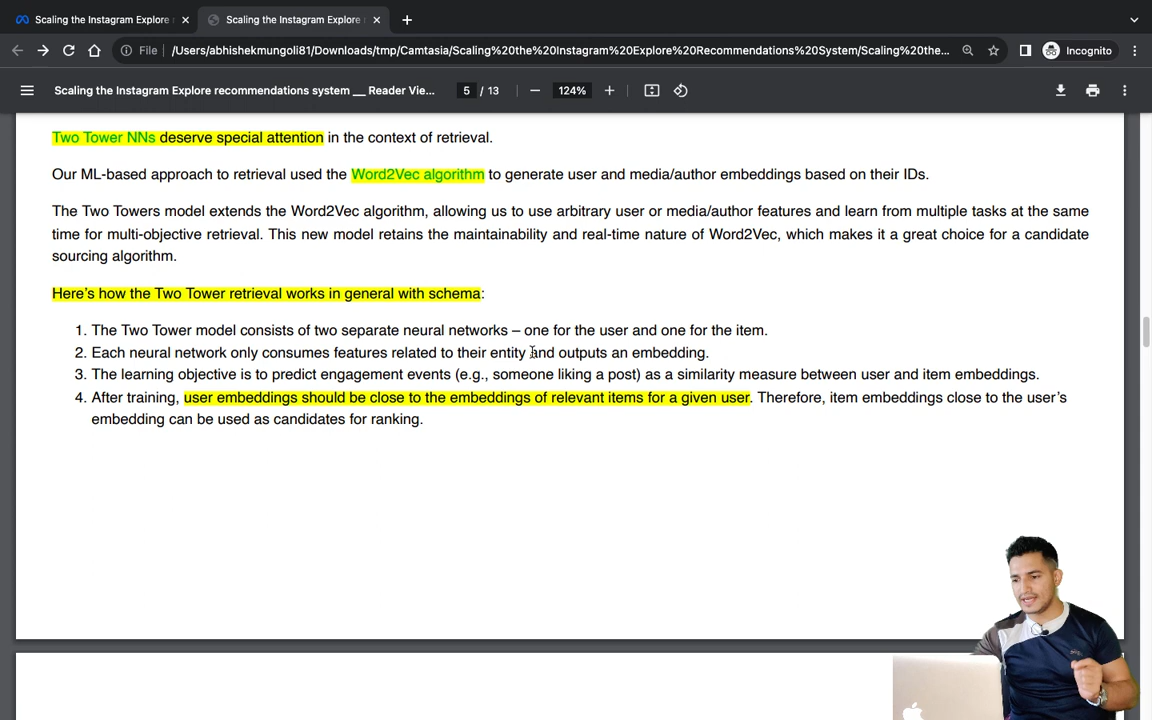 Scaling the Instagram Explore
Scaling the Instagram Explore
File
/Users/abhishekmungoli81/Downloads/tmp/Camtasia/Scaling%20the%20Instagram%20Explore%20Recommendations%20System/Scaling%20the...
Incognito
Scaling the Instagram Explore recommendations system __ Reader Vie...
5 / 13
124%
Two Tower NNs deserve special attention in the context of retrieval.
Our ML-based approach to retrieval used the Word2Vec algorithm to generate user and media/author embeddings based on their IDs.
The Two Towers model extends the Word2Vec algorithm, allowing us to use arbitrary user or media/author features and learn from multiple tasks at the same
time for multi-objective retrieval. This new model retains the maintainability and real-time nature of Word2Vec, which makes it a great choice for a candidate
sourcing algorithm.
Here's how the Two Tower retrieval works in general with schema:
1. The Two Tower model consists of two separate neural networks – one for the user and one for the item.
2. Each neural network only consumes features related to their entity and outputs an embedding.
3. The learning objective is to predict engagement events (e.g., someone liking a post) as a similarity measure between user and item embeddings.
4. After training, user embeddings should be close to the embeddings of relevant items for a given user. Therefore, item embeddings close to the user's
embedding can be used as candidates for ranking.